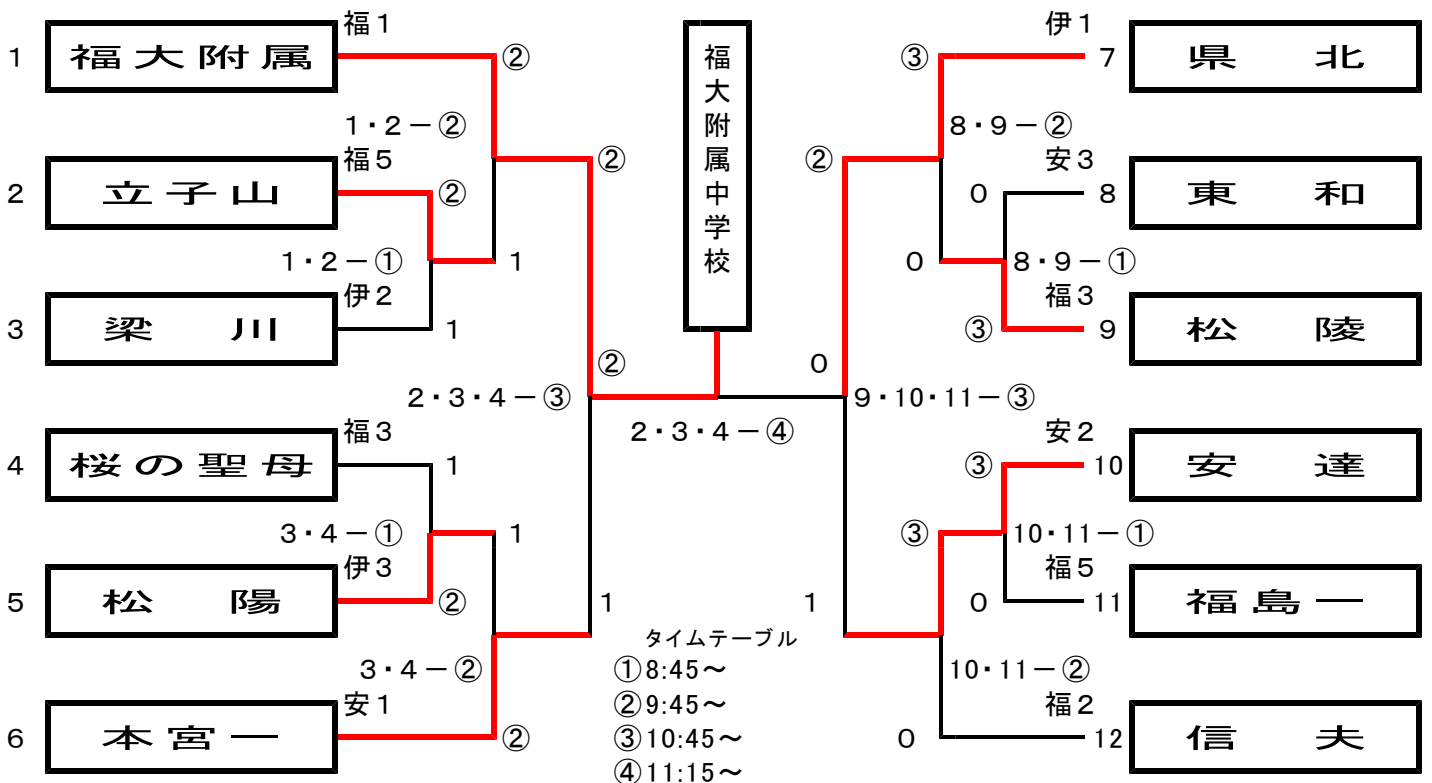 福1
伊1
1 福大附属 ②
③ 7 県 北
1・2－②
8・9－②
福5
安3
2 立子山 ② ②
② 0 8 東 和
1・2－①
1
0
8・9－①
伊2
福3
3 梁 川 1
③ 9 松 陵
福大附属中学校
② 0
2・3・4－③
9・10・11－③
2・3・4－④
福3
安2
4 桜の聖母 1
③ 10 安 達
3・4－①
1
③
10・11－①
伊3
福5
5 松 陽 ② 1
1 0 11 福島一
タイムテーブル
3・4－②
①8:45～
10・11－②
安1
②9:45～
福2
6 本宮一 ②
③10:45～
0 12 信 夫
④11:15～